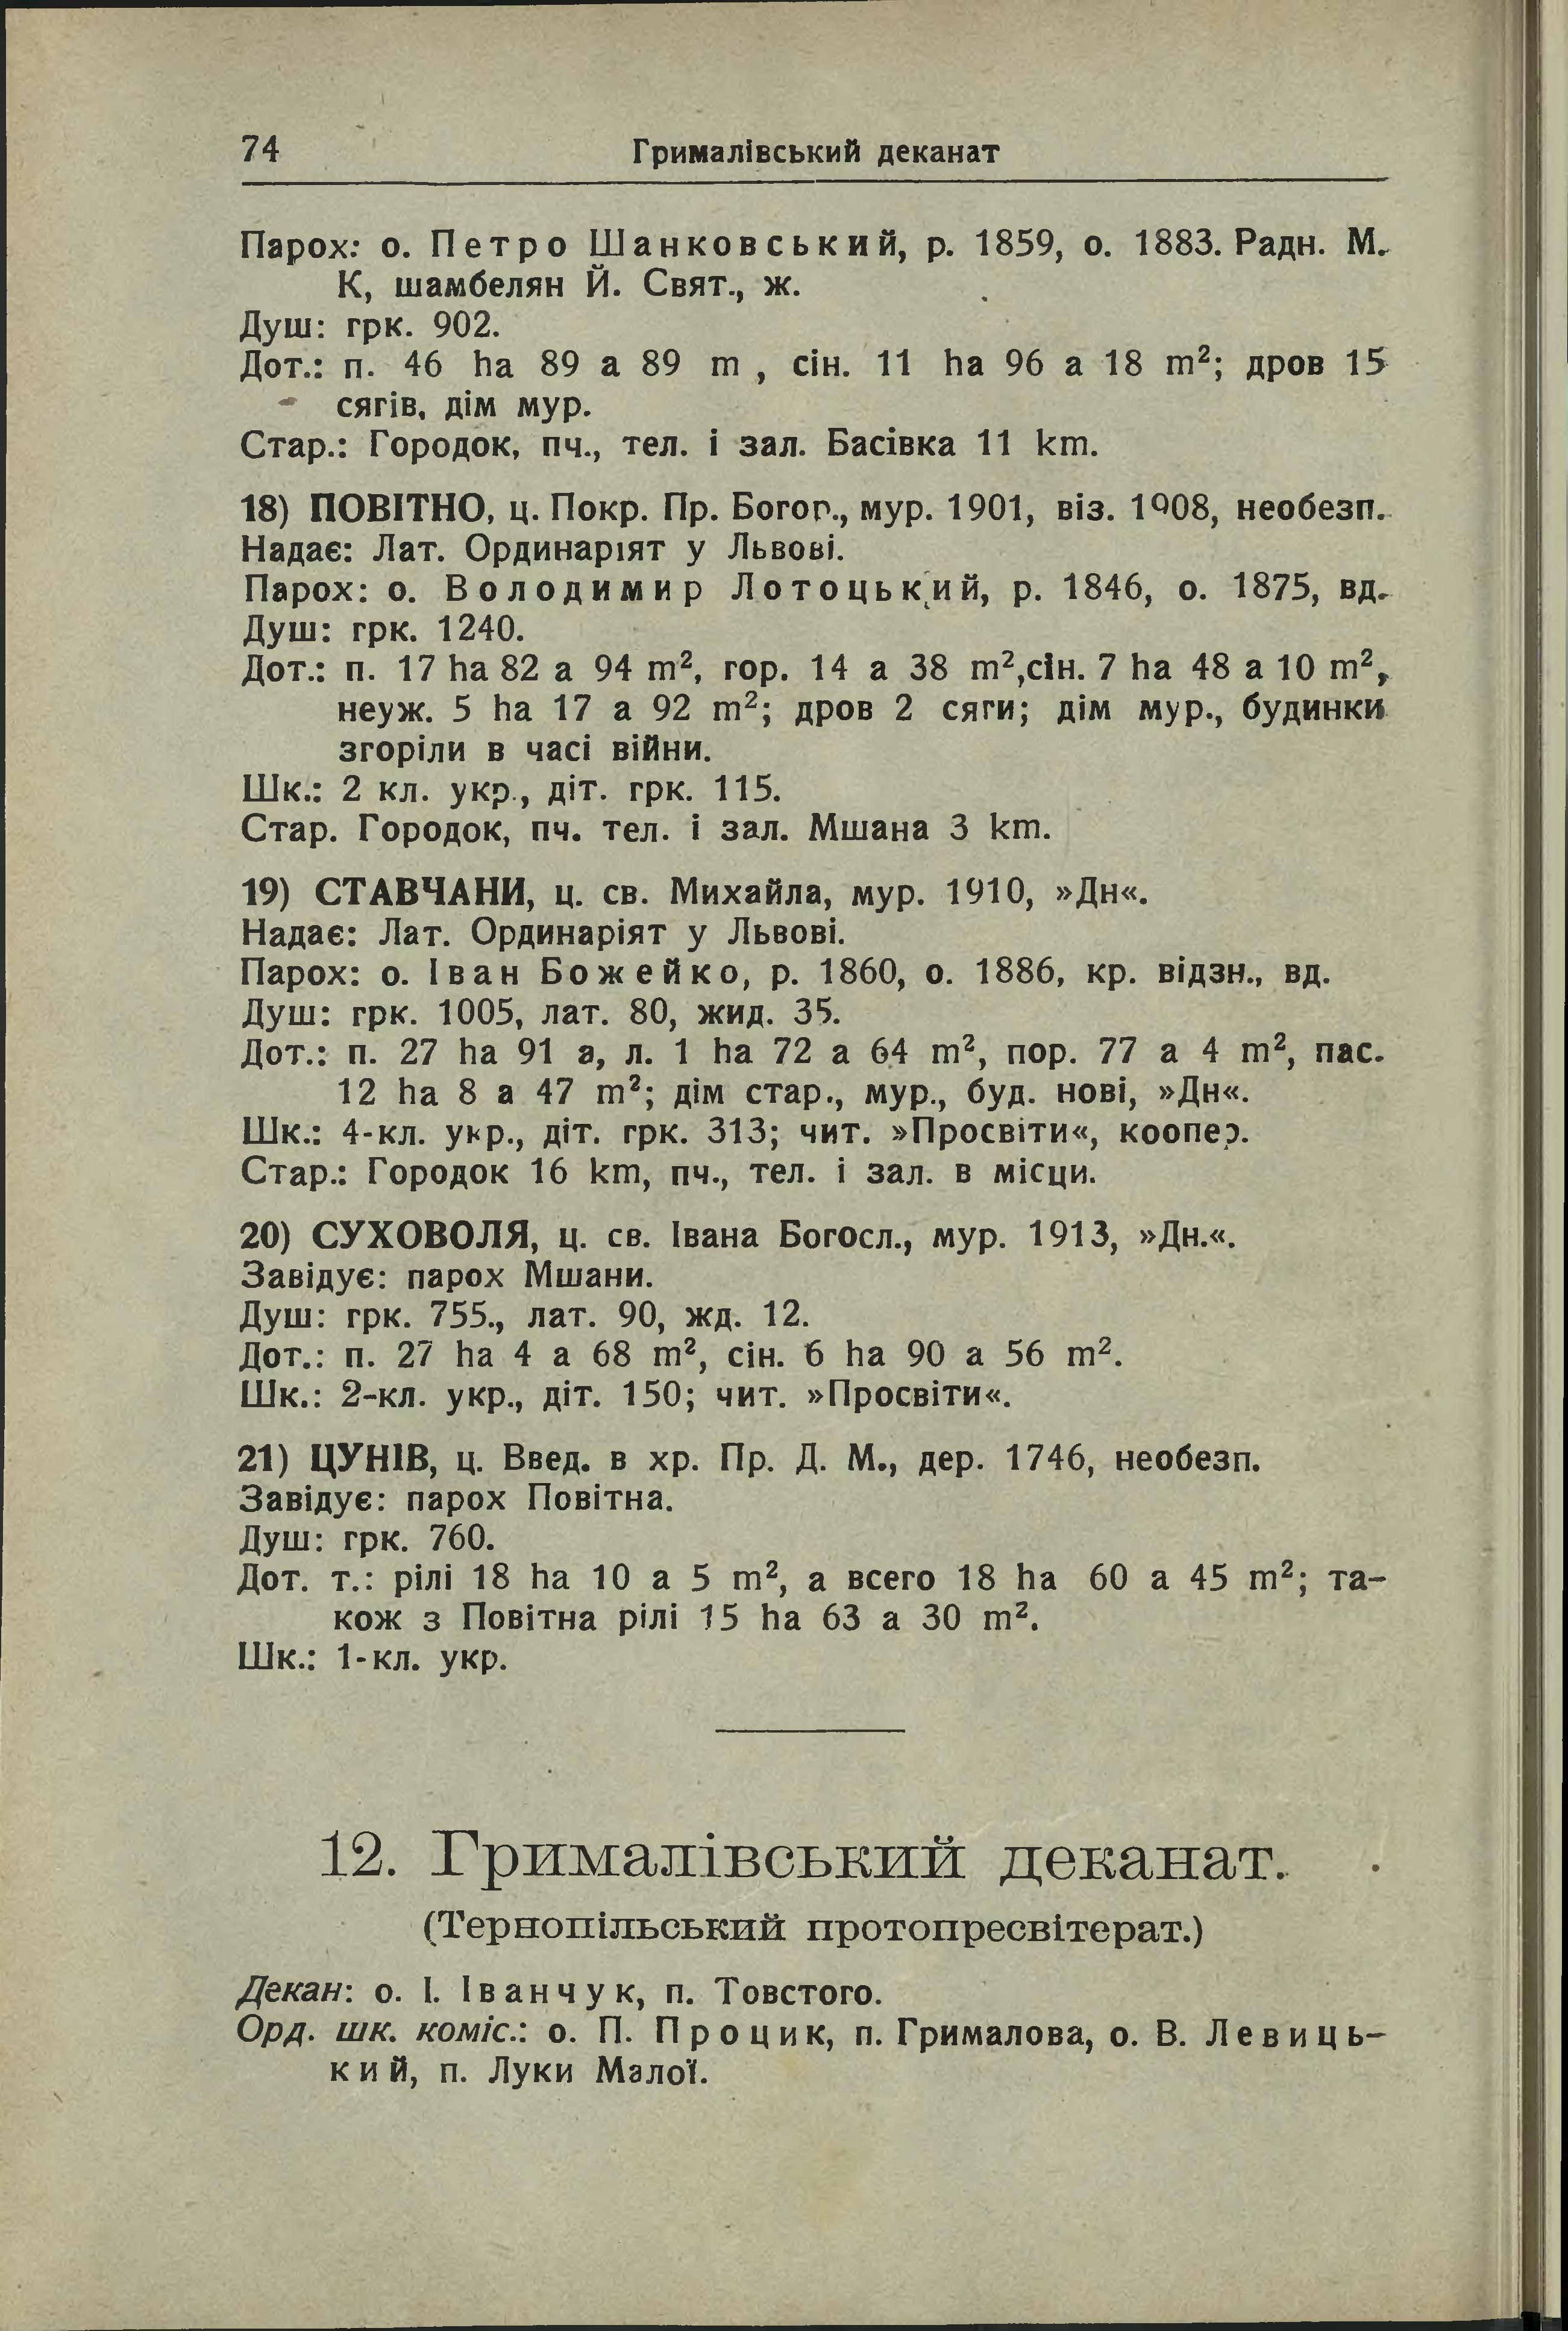 74 Грималівський деканат
Парох: о. Петро Шанковський, р. 1859, о. 1883. Радн. М.
К, шамбелян Й. Свят., ж.
Душ: грк. 902.
Дот.: п. 46 ha 89 a 89 m , сін. 11 ha 96 a 18 m²; дров 15
сягів, дім мур.
Стар.: Городок, пч., тел. і зал. Басівка 11 km.
18) ПОВІТНО, ц. Покр. Пр. Богор., мур. 1901, віз. 1908, необезп.
Надає: Лат. Ординаріят у Львові.
Парох: о. Володимир Лотоцький, р. 1846, о. 1875, вд.
Душ: грк. 1240.
Дот.: п. 17 ha 82 a 94 m², гор. 14 a 38 m²,сін. 7 ha 48 a 10 m²,
неуж. 5 ha 17 a 92 m²; дров 2 сяги; дім мур., будинки
згоріли в часі війни.
Шк.: 2 кл. укр., діт. грк. 115.
Стар. Городок, пч. тел. і зал. Мшана 3 km.
19) СТАВЧАНИ, ц. св. Михайла, мур. 1910, »Дн«.
Надає: Лат. Ординаріят у Львові.
Парох: о. Іван Божейко, р. 1860, о. 1886, кр. відзн., вд.
Душ: грк. 1005, лат. 80, жид. 35.
Дот.: п. 27 ha 91 a, л. 1 ha 72 a 64 m², пор. 77 a 4 m², пас.
12 ha 8 a 47 m²; дім стар., мур., буд. нові, »Дн«.
Шк.: 4-кл. укр., діт. грк. 313; чит. »Просвіти«, коопер.
Стар.: Городок 16 km, пч., тел. і зал. в місци.
20) СУХОВОЛЯ, ц. св. Івана Богосл., мур. 1913, »Дн.«.
Завідує: парох Мшани.
Душ: грк. 755., лат. 90, жд. 12.
Дот.: п. 27 ha 4 a 68 m², сін. 6 ha 90 a 56 m².
Шк.: 2-кл. укр., діт. 150; чит. »Просвіти«.
21) ЦУНІВ, ц. Введ. в хр. Пр. Д. М., дер. 1746, необезп.
Завідує: парох Повітна.
Душ: грк. 760.
Дот. т.: рілі 18 ha 10 a 5 m², а всего 18 ha 60 a 45 m²; та-
кож з Повітна рілі 15 ha 63 a 30 m².
Шк.: 1-кл. укр.
12. Грималівський деканат.
(Тернопільський протопресвітерат.)
Декан: о. І. Іванчук, п. Товстого.
Орд. шк. коміс.: о. П. Процик, п. Грималова, о. В. Левиць-
кий, п. Луки Малої.